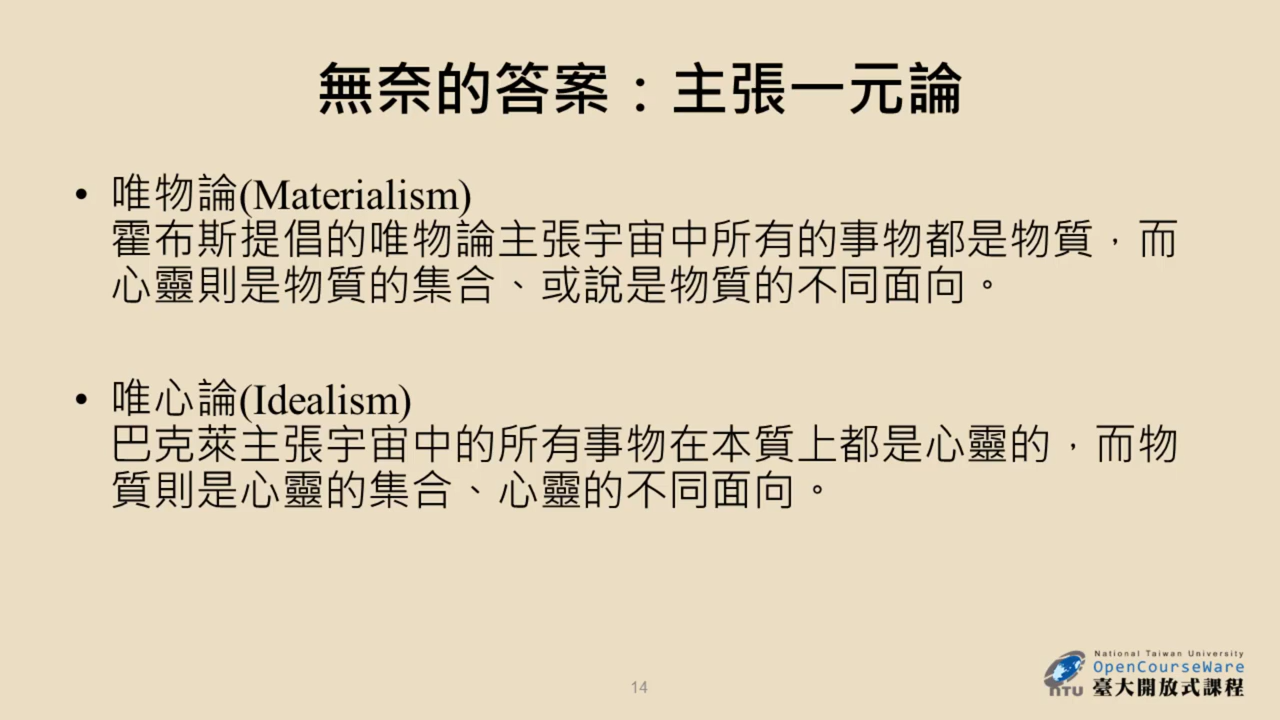 無奈的答案：主張一元論
• 唯物論(Materialism)
霍布斯提倡的唯物論主張宇宙中所有的事物都是物質，而
心靈則是物質的集合、或說是物質的不同面向。
• 唯心論(Idealism)
巴克萊主張宇宙中的所有事物在本質上都是心靈的，而物
質則是心靈的集合、心靈的不同面向。
14
National Taiwan University
OpenCourseWare
NTU 臺大開放式課程